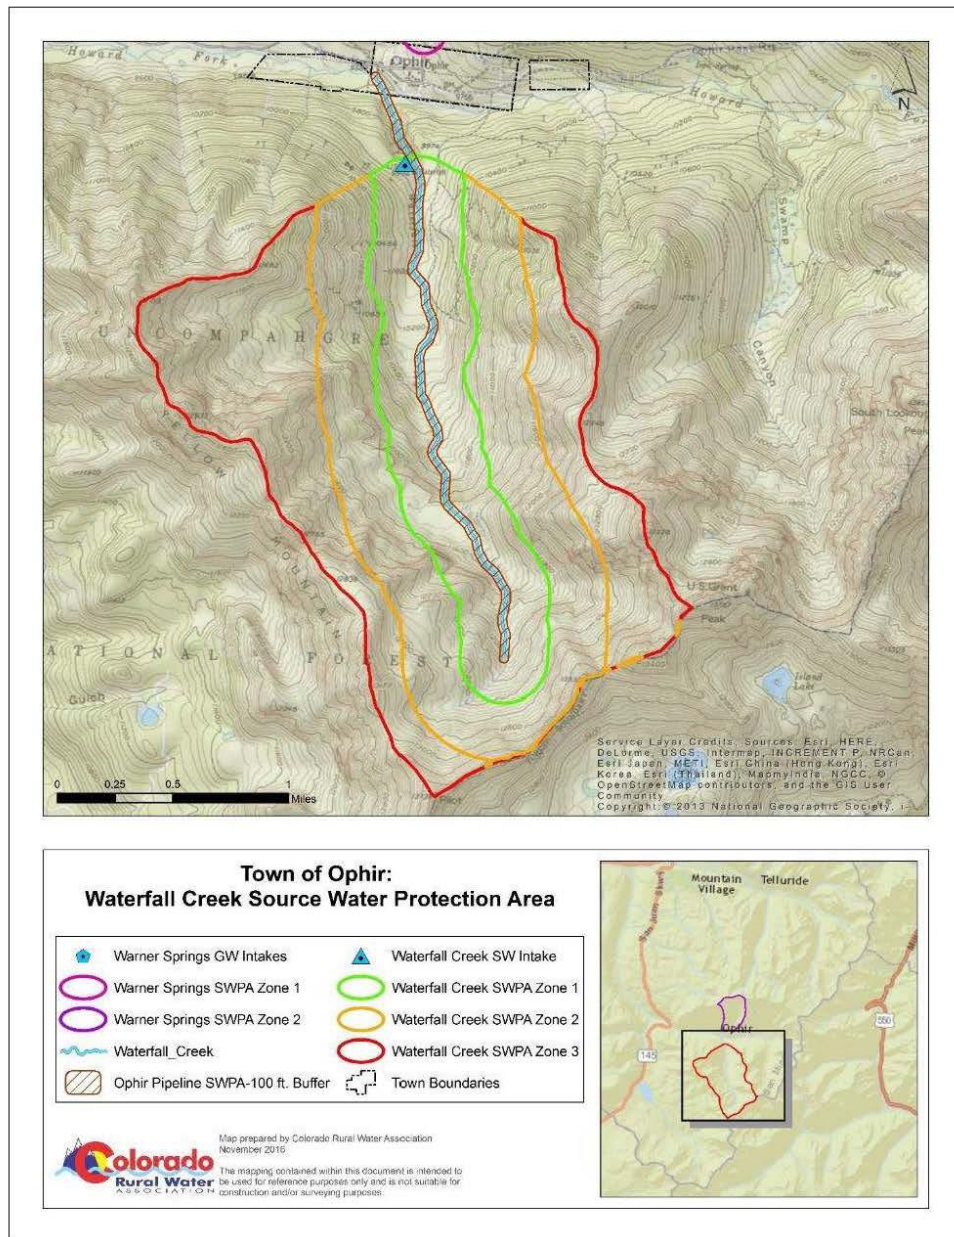 Howard
Fork
Ophir
N
Howard
Swamp
Canyon
UNCOMPAHGRE
YELLOW
MOUNTAIN
South Lookout
Peak
U S Grant
Peak
NATIONAL FOREST
Gulch
Island
Lake
Pilot
0 0.25 0.5 1
Miles
Service Layer Credits: Sources: Esri, HERE,
DeLorme, USGS, Intermap, INCREMENT P, NRCan,
Esri Japan, METI, Esri China (Hong Kong), Esri
Korea, Esri (Thailand), MapmyIndia, NGCC, ©
OpenStreetMap contributors, and the GIS User
Community
Copyright:© 2013 National Geographic Society, i-
Town of Ophir:
Waterfall Creek Source Water Protection Area
Warner Springs GW Intakes
Waterfall Creek SW Intake
Warner Springs SWPA Zone 1
Waterfall Creek SWPA Zone 1
Warner Springs SWPA Zone 2
Waterfall Creek SWPA Zone 2
Waterfall_Creek
Waterfall Creek SWPA Zone 3
Ophir Pipeline SWPA-100 ft. Buffer
Town Boundaries
Colorado
Rural Water
ASSOCIATION
Map prepared by Colorado Rural Water Association
November 2016
The mapping contained within this document is intended to
be used for reference purposes only and is not suitable for
construction and/or surveying purposes
Mountain
Village
Telluride
San Juan Skwy
Ophir
145
550